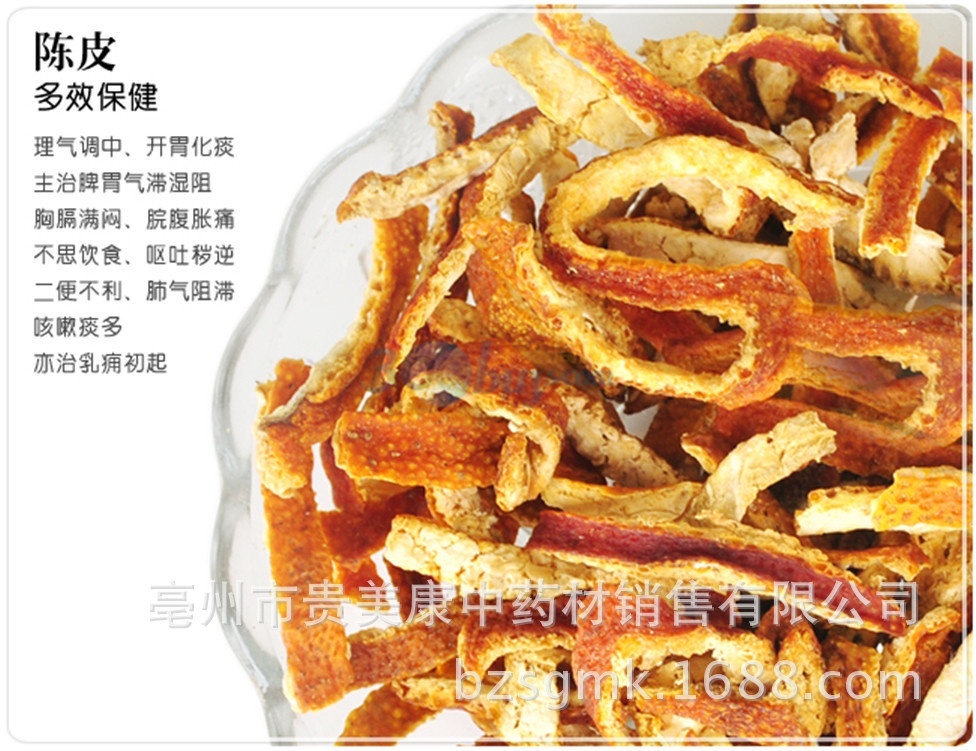 陈皮
多效保健
理气调中、开胃化痰
主治脾胃气滞湿阻
胸膈满闷、脘腹胀痛
不思饮食、呕吐秽逆
二便不利、肺气阻滞
咳嗽痰多
亦治乳痈初起
亳州市贵美康中药材销售有限公司
bzsgmk.1688.com